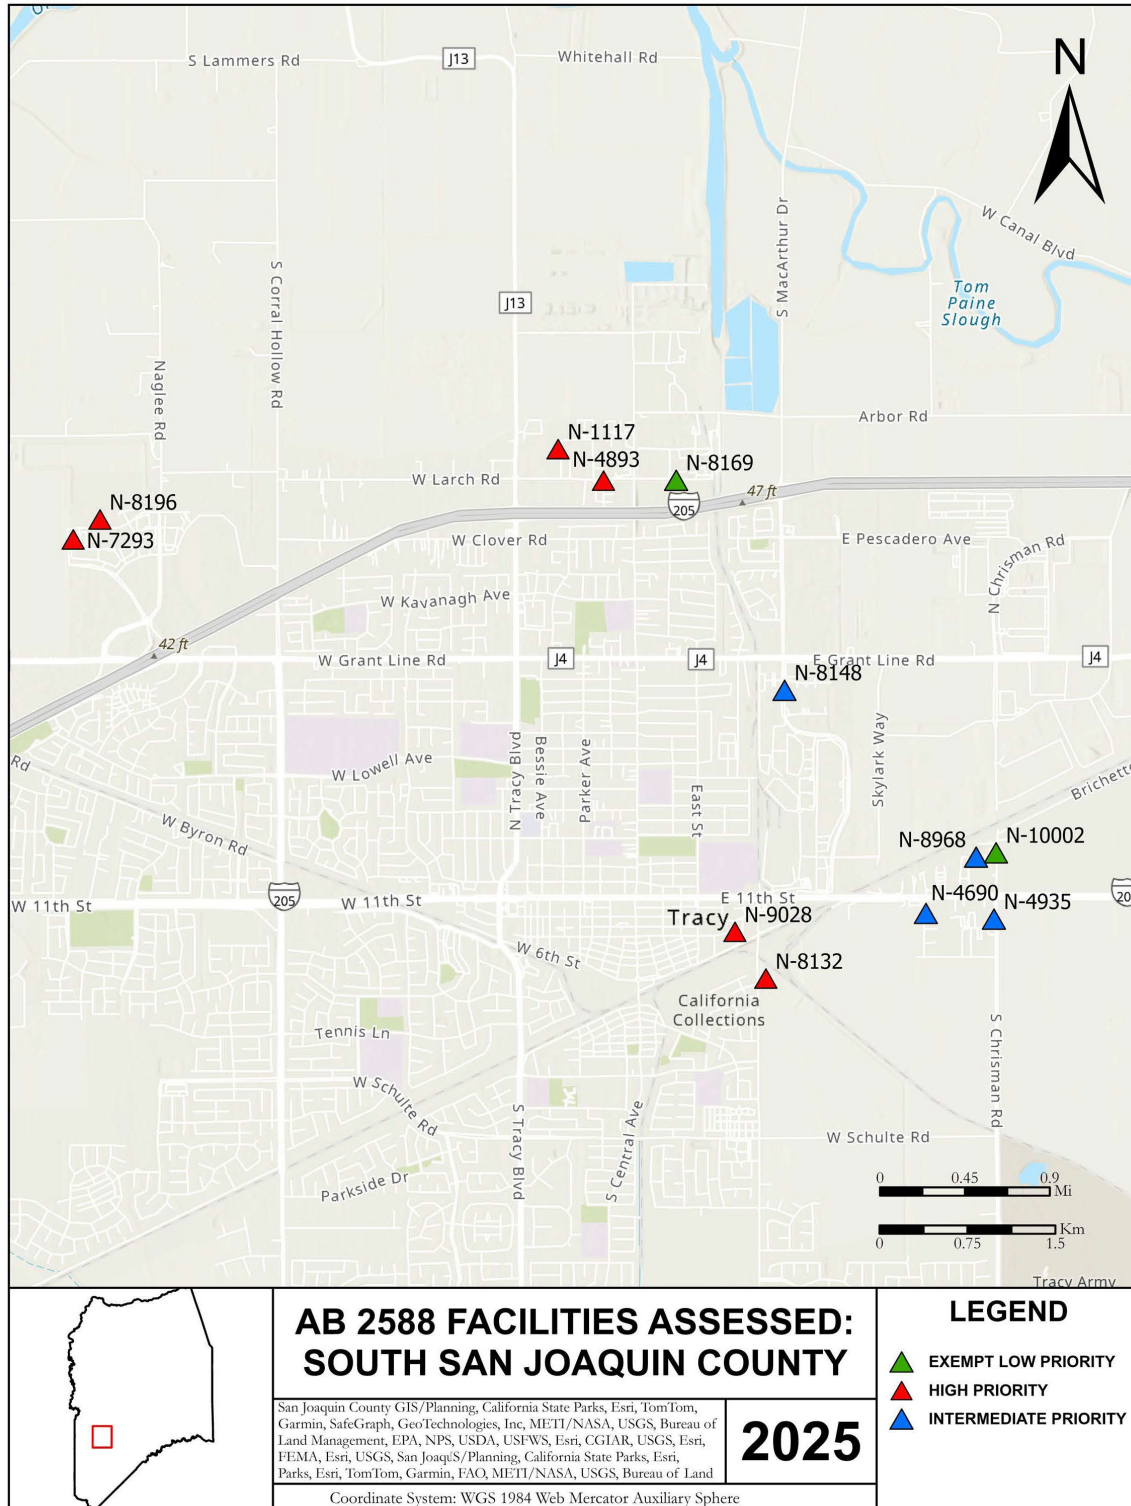 S Lammers Rd
J13
Whitehall Rd
N
S MacArthur Dr
W Canal Blvd
Tom
Paine
Slough
S Corral Hollow Rd
J13
Naglee Rd
Arbor Rd
N-1117
N-4893
N-8169
W Larch Rd
47 ft
205
N-8196
N-7293
W Clover Rd
E Pescadero Ave
N Chrisman Rd
W Kavanagh Ave
42 ft
W Grant Line Rd
J4
J4
E Grant Line Rd
J4
N-8148
Rd
W Lowell Ave
N Tracy Blvd
Bessie Ave
Parker Ave
East St
Skylark Way
Brichette
W Byron Rd
N-8968
N-10002
W 11th St
205
W 11th St
E 11th St
N-4690
N-4935
20
Tracy
N-9028
W 6th St
N-8132
California
Collections
Tennis Ln
W Schulte Rd
S Tracy Blvd
S Central Ave
S Chrisman Rd
W Schulte Rd
Parkside Dr
0 0.45 0.9
Mi
Km
0 0.75 1.5
Tracy Army
AB 2588 FACILITIES ASSESSED:
SOUTH SAN JOAQUIN COUNTY
San Joaquin County GIS/Planning, California State Parks, Esri, TomTom,
Garmin, SafeGraph, GeoTechnologies, Inc, METI/NASA, USGS, Bureau of
Land Management, EPA, NPS, USDA, USFWS, Esri, CGIAR, USGS, Esri,
FEMA, Esri, USGS, San JoaquS/Planning, California State Parks, Esri,
Parks, Esri, TomTom, Garmin, FAO, METI/NASA, USGS, Bureau of Land
2025
Coordinate System: WGS 1984 Web Mercator Auxiliary Sphere
LEGEND
EXEMPT LOW PRIORITY
HIGH PRIORITY
INTERMEDIATE PRIORITY